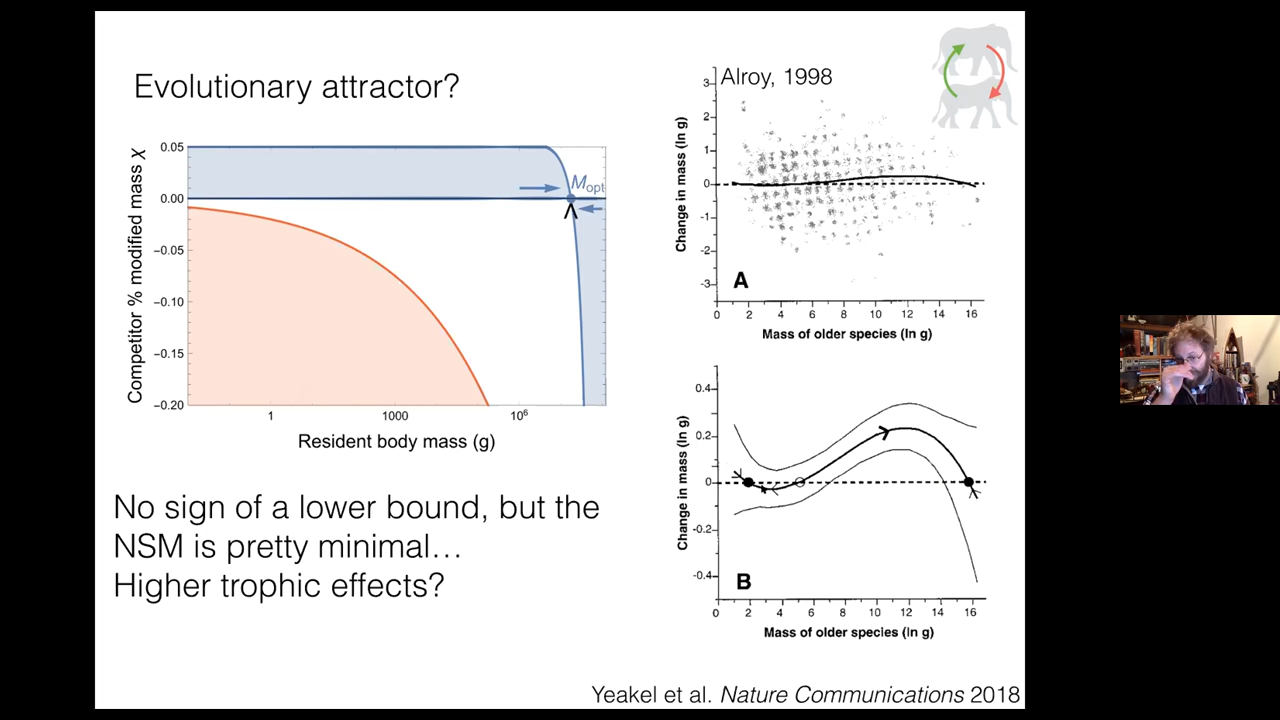 Evolutionary attractor?
Competitor % modified mass χ
0.05
0.00
−0.05
−0.10
−0.15
−0.20
Mopt
1
1000
10⁶
Resident body mass (g)
No sign of a lower bound, but the
NSM is pretty minimal…
Higher trophic effects?
Alroy, 1998
Change in mass (ln g)
3
2
1
0
-1
-2
-3
A
0 2 4 6 8 10 12 14 16
Mass of older species (ln g)
Change in mass (ln g)
0.4
0.2
0
-0.2
-0.4
B
0 2 4 6 8 10 12 14 16
Mass of older species (ln g)
Yeakel et al. Nature Communications 2018